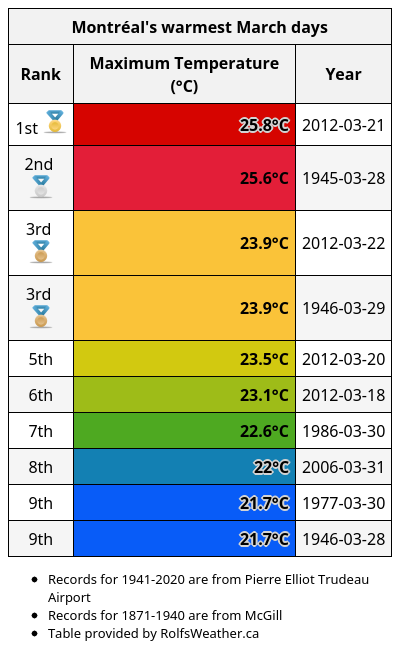 Montréal's warmest March days
Rank Maximum Temperature (°C) Year
1st 25.8°C 2012-03-21
2nd 25.6°C 1945-03-28
3rd 23.9°C 2012-03-22
3rd 23.9°C 1946-03-29
5th 23.5°C 2012-03-20
6th 23.1°C 2012-03-18
7th 22.6°C 1986-03-30
8th 22°C 2006-03-31
9th 21.7°C 1977-03-30
9th 21.7°C 1946-03-28
• Records for 1941-2020 are from Pierre Elliot Trudeau
Airport
• Records for 1871-1940 are from McGill
• Table provided by RolfsWeather.ca